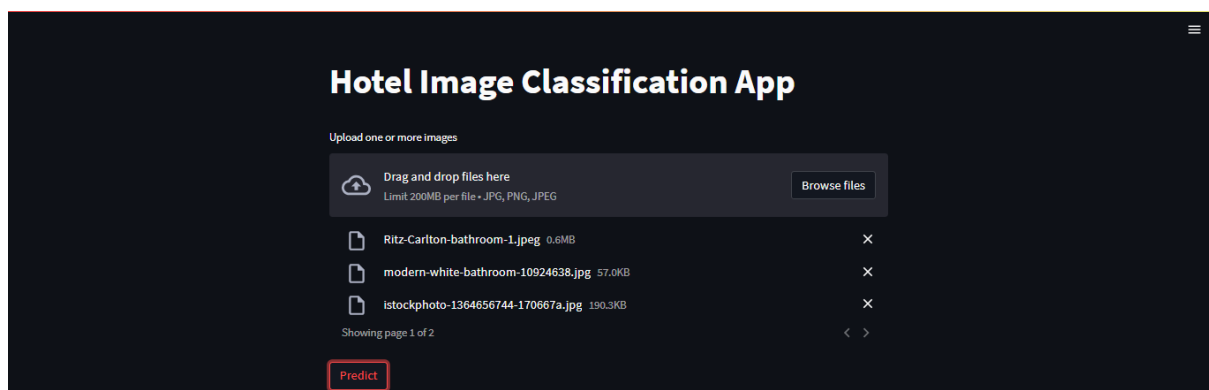 Hotel Image Classification App
Upload one or more images
Drag and drop files here
Limit 200MB per file • JPG, PNG, JPEG
Browse files
Ritz-Carlton-bathroom-1.jpeg 0.6MB
modern-white-bathroom-10924638.jpg 57.0KB
istockphoto-1364656744-170667a.jpg 190.3KB
Showing page 1 of 2
Predict